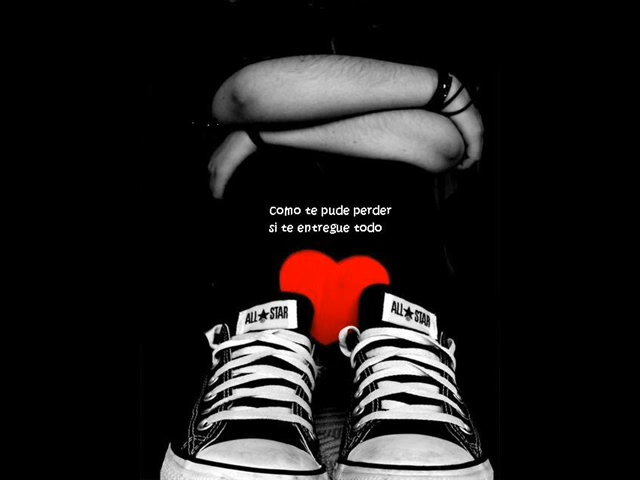 Como te pude perder
si te entregue todo
ALL★STAR
ALL★STAR